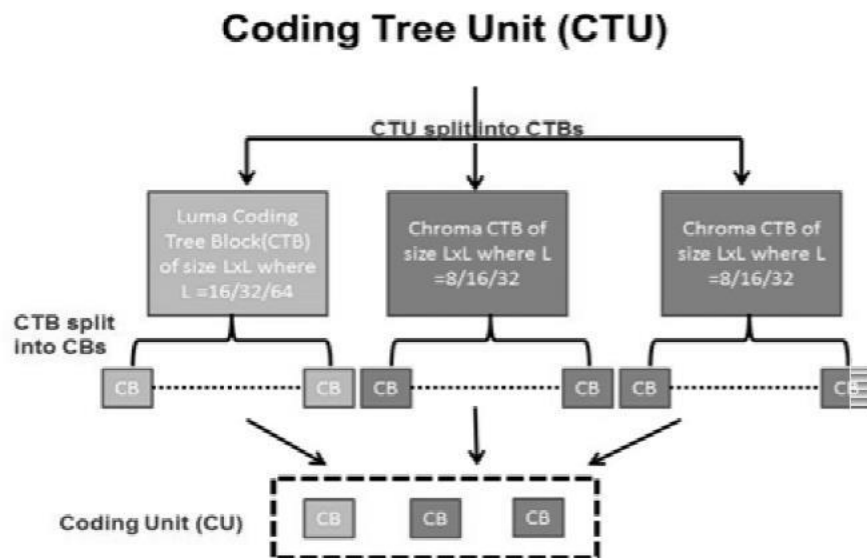 Coding Tree Unit (CTU)
CTU split into CTBs
Luma Coding
Tree Block(CTB)
of size LxL where
L =16/32/64
Chroma CTB of
size LxL where L
=8/16/32
Chroma CTB of
size LxL where L
=8/16/32
CTB split
into CBs
CB
CB
CB
CB
CB
CB
Coding Unit (CU)
CB
CB
CB